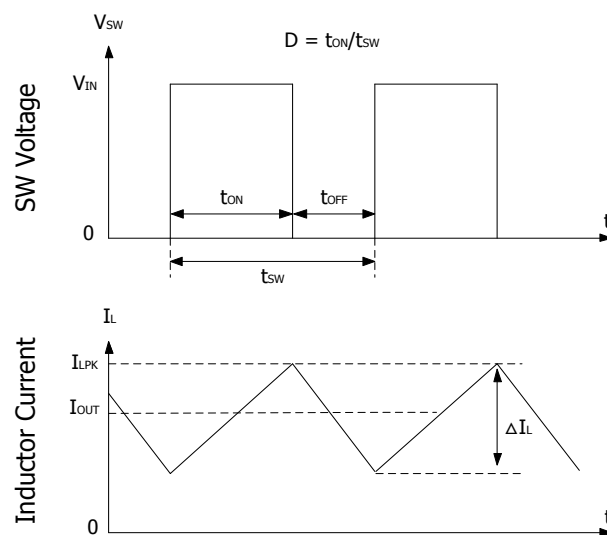 VSW
D = tON/tSW
VIN
SW Voltage
tON
tOFF
0
t
tSW
IL
ILPK
IOUT
Inductor Current
△IL
0
t